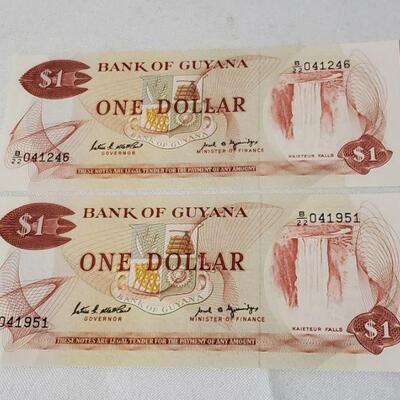 $1
BANK OF GUYANA
B/22 041246
ONE DOLLAR
B/22 041246
GOVERNOR
MINISTER OF FINANCE
KAIETEUR FALLS
$1
THESE NOTES ARE LEGAL TENDER FOR THE PAYMENT OF ANY AMOUNT
$1
BANK OF GUYANA
B/22 041951
ONE DOLLAR
BANK OF GUYANA
041951
GOVERNOR
MINISTER OF FINANCE
KAIETEUR FALLS
$1
THESE NOTES ARE LEGAL TENDER FOR THE PAYMENT OF ANY AMOUNT